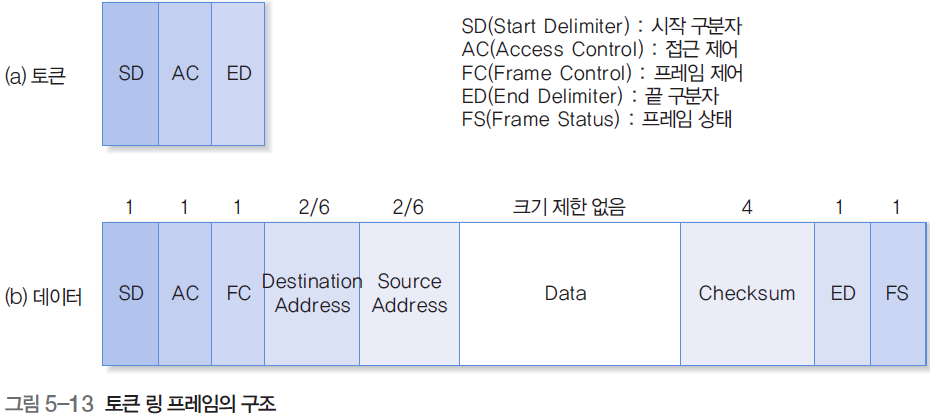 SD(Start Delimiter) : 시작 구분자
AC(Access Control) : 접근 제어
FC(Frame Control) : 프레임 제어
ED(End Delimiter) : 끝 구분자
FS(Frame Status) : 프레임 상태
(a) 토큰
SD AC ED
1 1 1 2/6 2/6 크기 제한 없음 4 1 1
(b) 데이터
SD AC FC Destination Address Source Address Data Checksum ED FS
그림 5-13 토큰 링 프레임의 구조